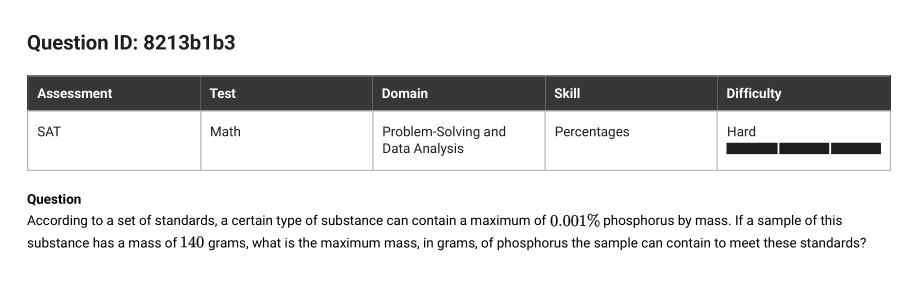 Question ID: 8213b1b3
Assessment Test Domain Skill Difficulty
SAT Math Problem-Solving and Percentages Hard
Data Analysis
Question
According to a set of standards, a certain type of substance can contain a maximum of 0.001% phosphorus by mass. If a sample of this
substance has a mass of 140 grams, what is the maximum mass, in grams, of phosphorus the sample can contain to meet these standards?